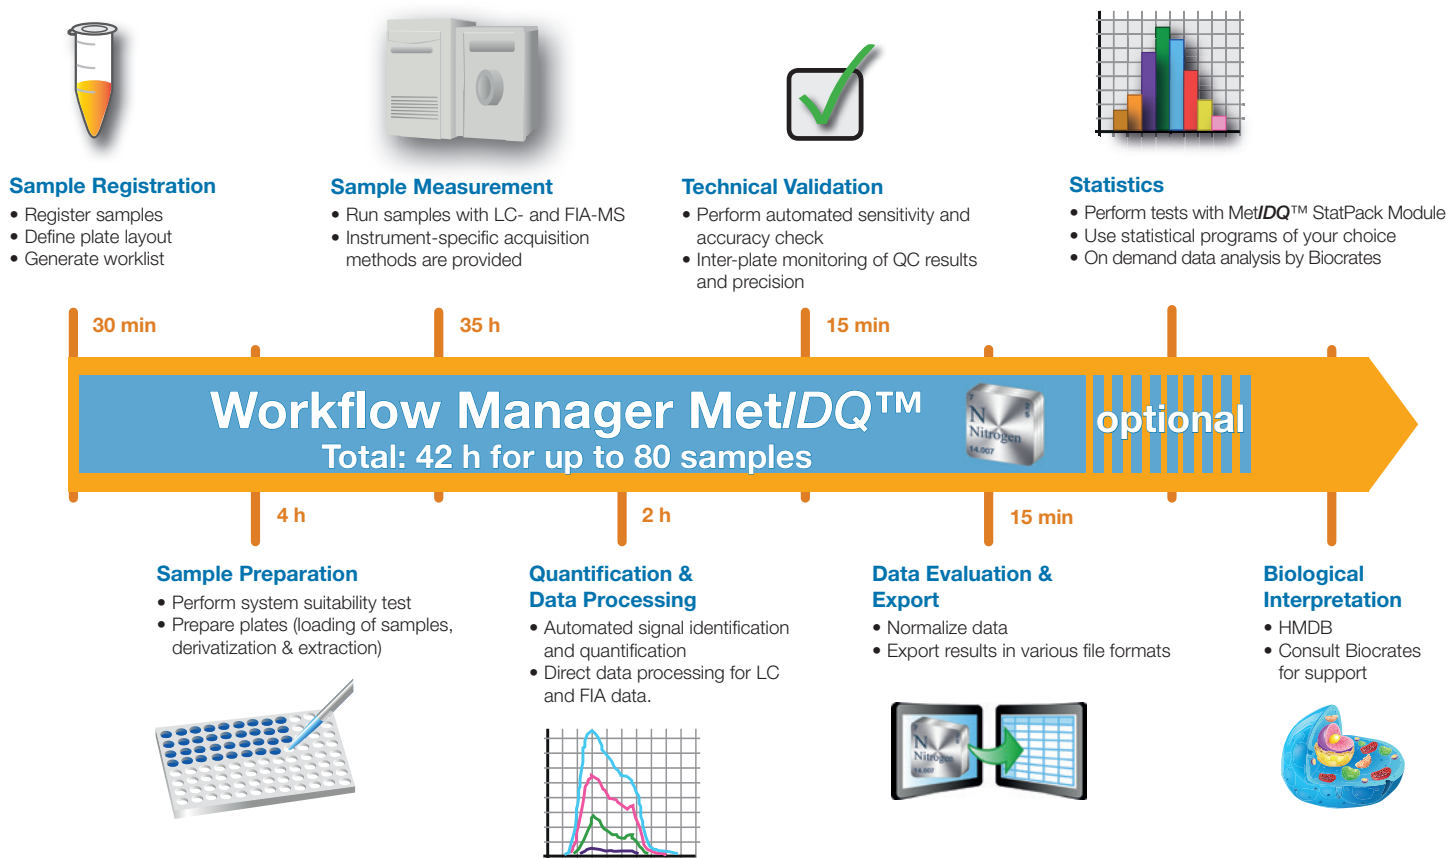 Sample Registration
• Register samples
• Define plate layout
• Generate worklist
Sample Measurement
• Run samples with LC- and FIA-MS
• Instrument-specific acquisition
methods are provided
Technical Validation
• Perform automated sensitivity and
accuracy check
• Inter-plate monitoring of QC results
and precision
Statistics
• Perform tests with MetIDQ™ StatPack Module
• Use statistical programs of your choice
• On demand data analysis by Biocrates
30 min
35 h
15 min
Workflow Manager MetIDQ™
Total: 42 h for up to 80 samples
7
N
Nitrogen
14.007
optional
4 h
2 h
15 min
Sample Preparation
• Perform system suitability test
• Prepare plates (loading of samples,
derivatization & extraction)
Quantification &
Data Processing
• Automated signal identification
and quantification
• Direct data processing for LC
and FIA data.
Data Evaluation &
Export
• Normalize data
• Export results in various file formats
N
Nitrogen
14.007
Biological
Interpretation
• HMDB
• Consult Biocrates
for support